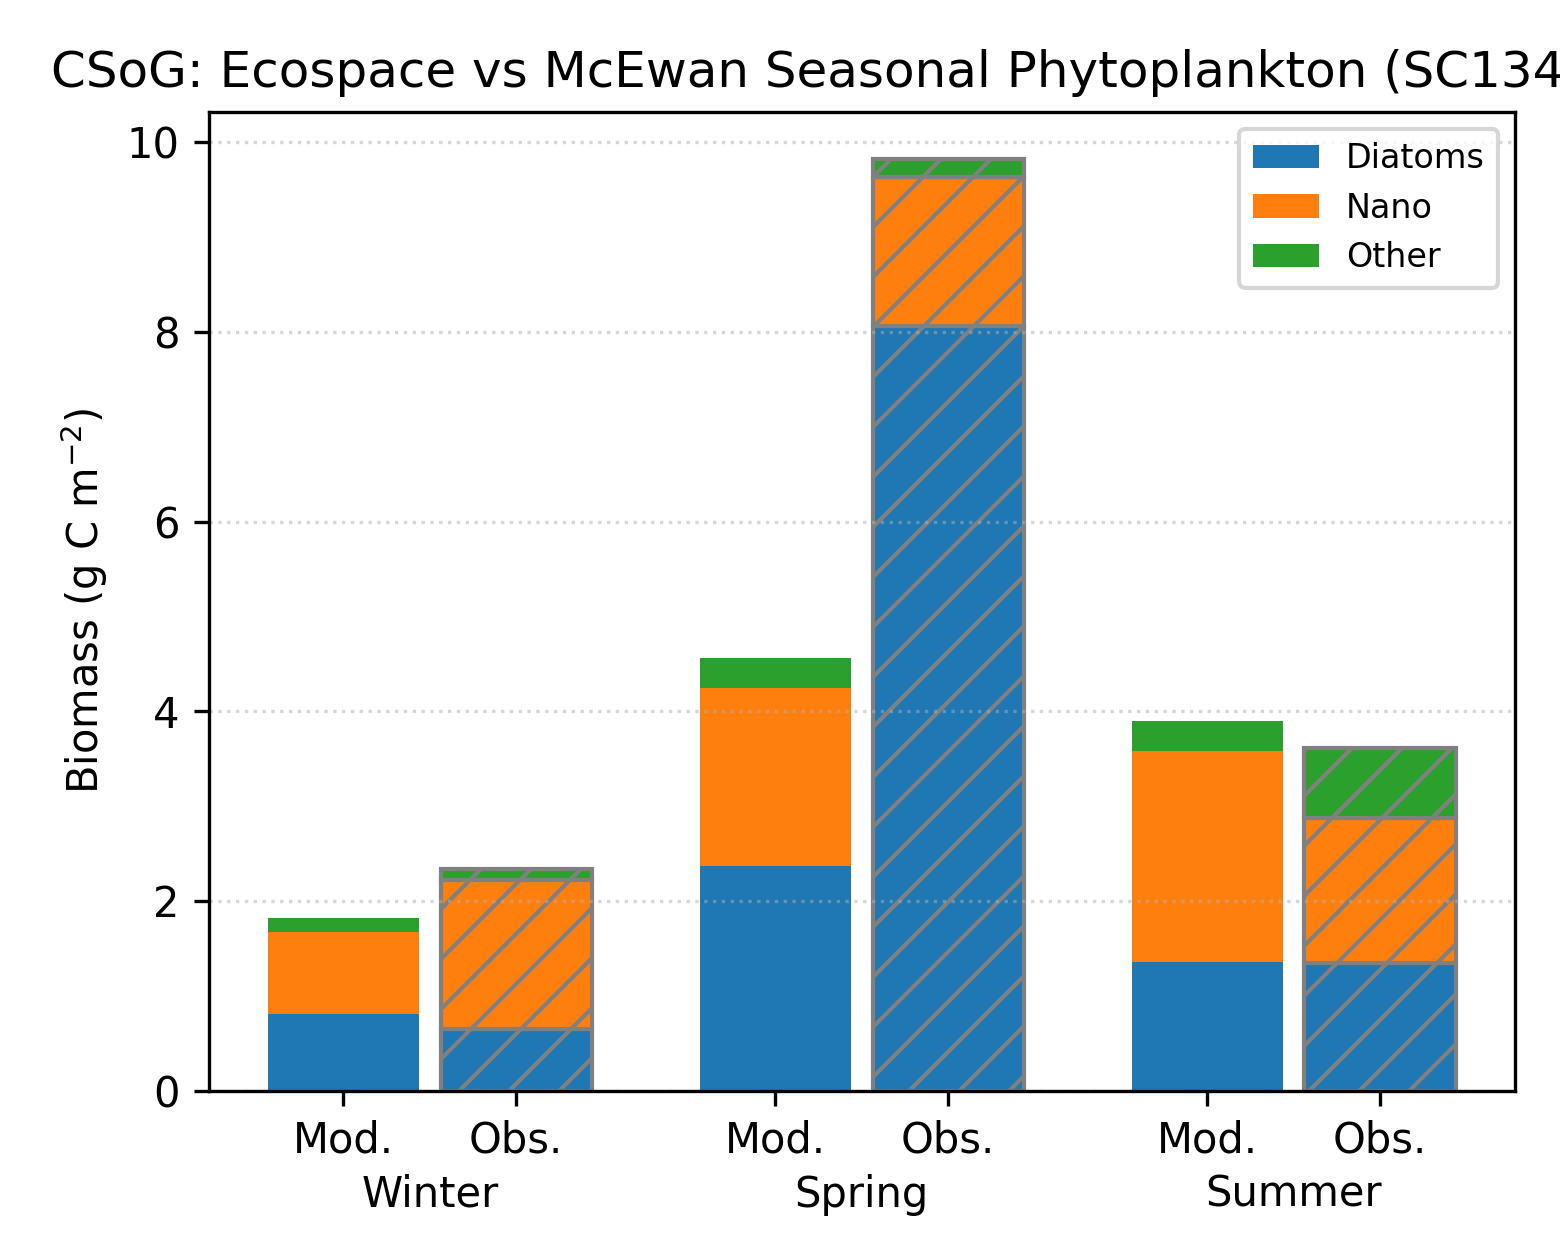 CSoG: Ecospace vs McEwan Seasonal Phytoplankton (SC134
Diatoms
Nano
Other
10
8
6
4
2
0
Biomass (g C m⁻²)
Mod. Obs. Mod. Obs. Mod. Obs.
Winter Spring Summer